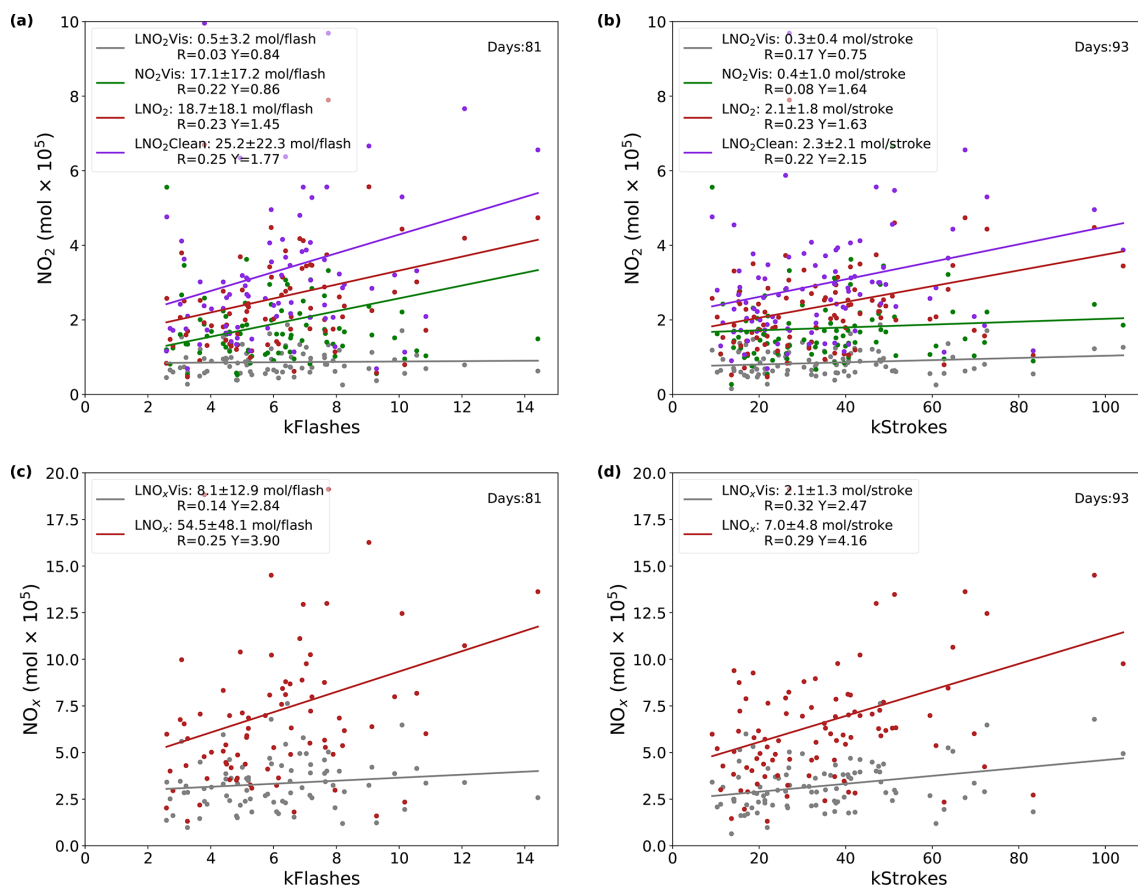 (a)
10
8
6
4
2
0
NO₂ (mol × 10⁵)
LNO₂Vis: 0.5±3.2 mol/flash
R=0.03 Y=0.84
NO₂Vis: 17.1±17.2 mol/flash
R=0.22 Y=0.86
LNO₂: 18.7±18.1 mol/flash
R=0.23 Y=1.45
LNO₂Clean: 25.2±22.3 mol/flash
R=0.25 Y=1.77
Days:81
0 2 4 6 8 10 12 14
kFlashes
(b)
10
8
6
4
2
0
NO₂ (mol × 10⁵)
LNO₂Vis: 0.3±0.4 mol/stroke
R=0.17 Y=0.75
NO₂Vis: 0.4±1.0 mol/stroke
R=0.08 Y=1.64
LNO₂: 2.1±1.8 mol/stroke
R=0.23 Y=1.63
LNO₂Clean: 2.3±2.1 mol/stroke
R=0.22 Y=2.15
Days:93
0 20 40 60 80 100
kStrokes
(c)
20.0
17.5
15.0
12.5
10.0
7.5
5.0
2.5
0.0
NOₓ (mol × 10⁵)
LNOₓVis: 8.1±12.9 mol/flash
R=0.14 Y=2.84
LNOₓ: 54.5±48.1 mol/flash
R=0.25 Y=3.90
Days:81
0 2 4 6 8 10 12 14
kFlashes
(d)
20.0
17.5
15.0
12.5
10.0
7.5
5.0
2.5
0.0
NOₓ (mol × 10⁵)
LNOₓVis: 2.1±1.3 mol/stroke
R=0.32 Y=2.47
LNOₓ: 7.0±4.8 mol/stroke
R=0.29 Y=4.16
Days:93
0 20 40 60 80 100
kStrokes